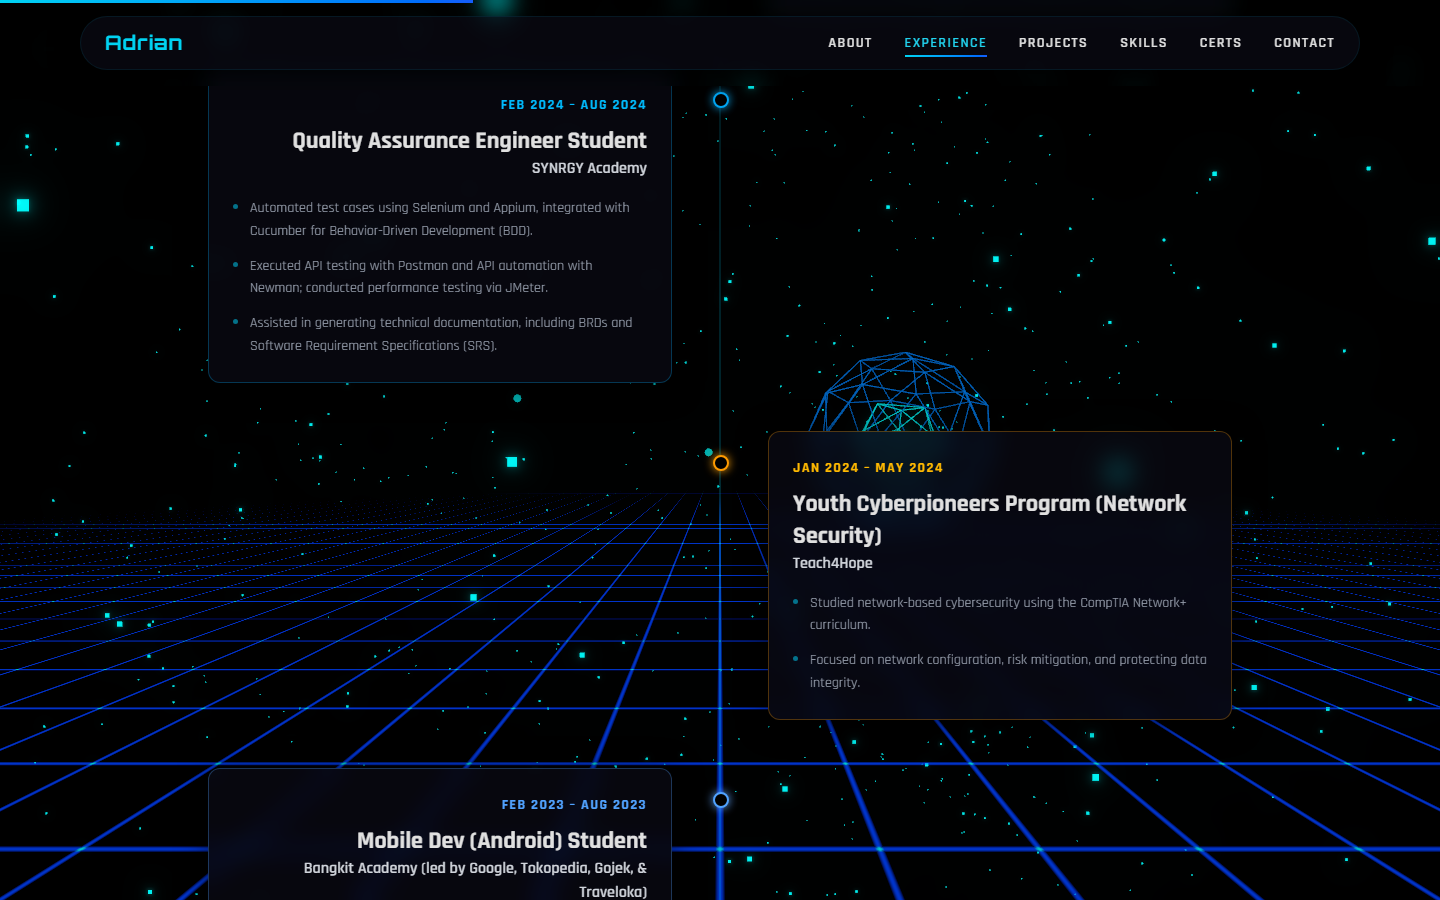 Adrian
ABOUT EXPERIENCE PROJECTS SKILLS CERTS CONTACT
FEB 2024 – AUG 2024
Quality Assurance Engineer Student
SYNRGY Academy
Automated test cases using Selenium and Appium, integrated with
Cucumber for Behavior-Driven Development (BDD).
Executed API testing with Postman and API automation with
Newman; conducted performance testing via JMeter.
Assisted in generating technical documentation, including BRDs and
Software Requirement Specifications (SRS).
JAN 2024 – MAY 2024
Youth Cyberpioneers Program (Network
Security)
Teach4Hope
Studied network-based cybersecurity using the CompTIA Network+
curriculum.
Focused on network configuration, risk mitigation, and protecting data
integrity.
FEB 2023 – AUG 2023
Mobile Dev (Android) Student
Bangkit Academy (led by Google, Tokopedia, Gojek, &
Traveloka)